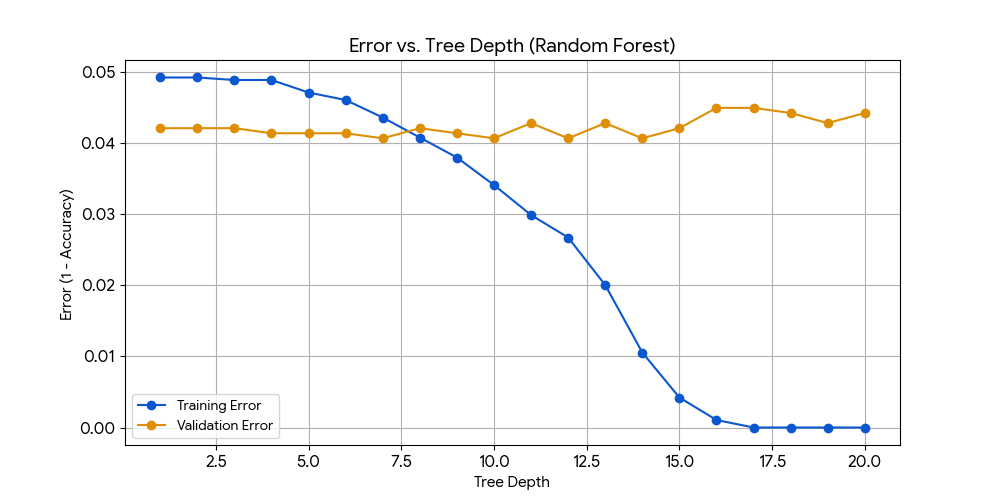 Error vs. Tree Depth (Random Forest)
Error (1 - Accuracy)
0.05
0.04
0.03
0.02
0.01
0.00
Training Error
Validation Error
2.5 5.0 7.5 10.0 12.5 15.0 17.5 20.0
Tree Depth